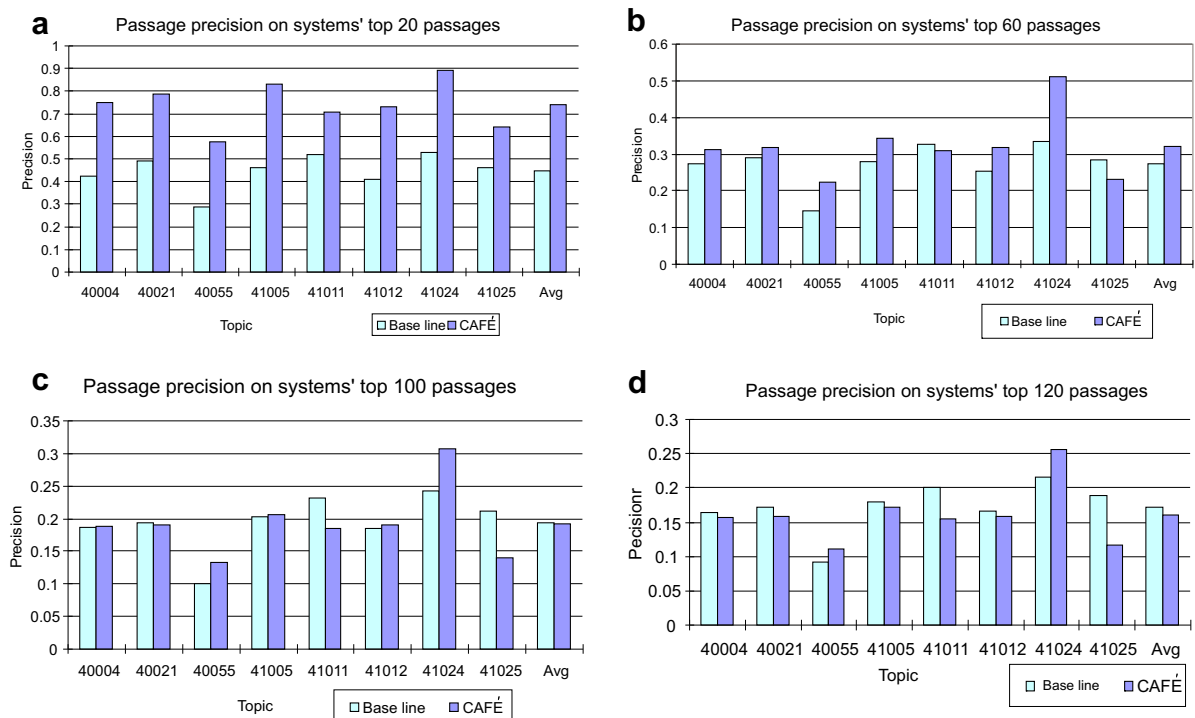 a
Passage precision on systems' top 20 passages
1
0.9
0.8
0.7
0.6
0.5
0.4
0.3
0.2
0.1
0
Precision
40004 40021 40055 41005 41011 41012 41024 41025 Avg
Topic
Base line CAFÉ
b
Passage precision on systems' top 60 passages
0.6
0.5
0.4
0.3
0.2
0.1
0
Precision
40004 40021 40055 41005 41011 41012 41024 41025 Avg
Topic
Base line CAFÉ
c
Passage precision on systems' top 100 passages
0.35
0.3
0.25
0.2
0.15
0.1
0.05
0
Precision
40004 40021 40055 41005 41011 41012 41024 41025 Avg
Topic
Base line CAFÉ
d
Passage precision on systems' top 120 passages
0.3
0.25
0.2
0.15
0.1
0.05
0
Pecisionr
40004 40021 40055 41005 41011 41012 41024 41025 Avg
Topic
Base line CAFÉ